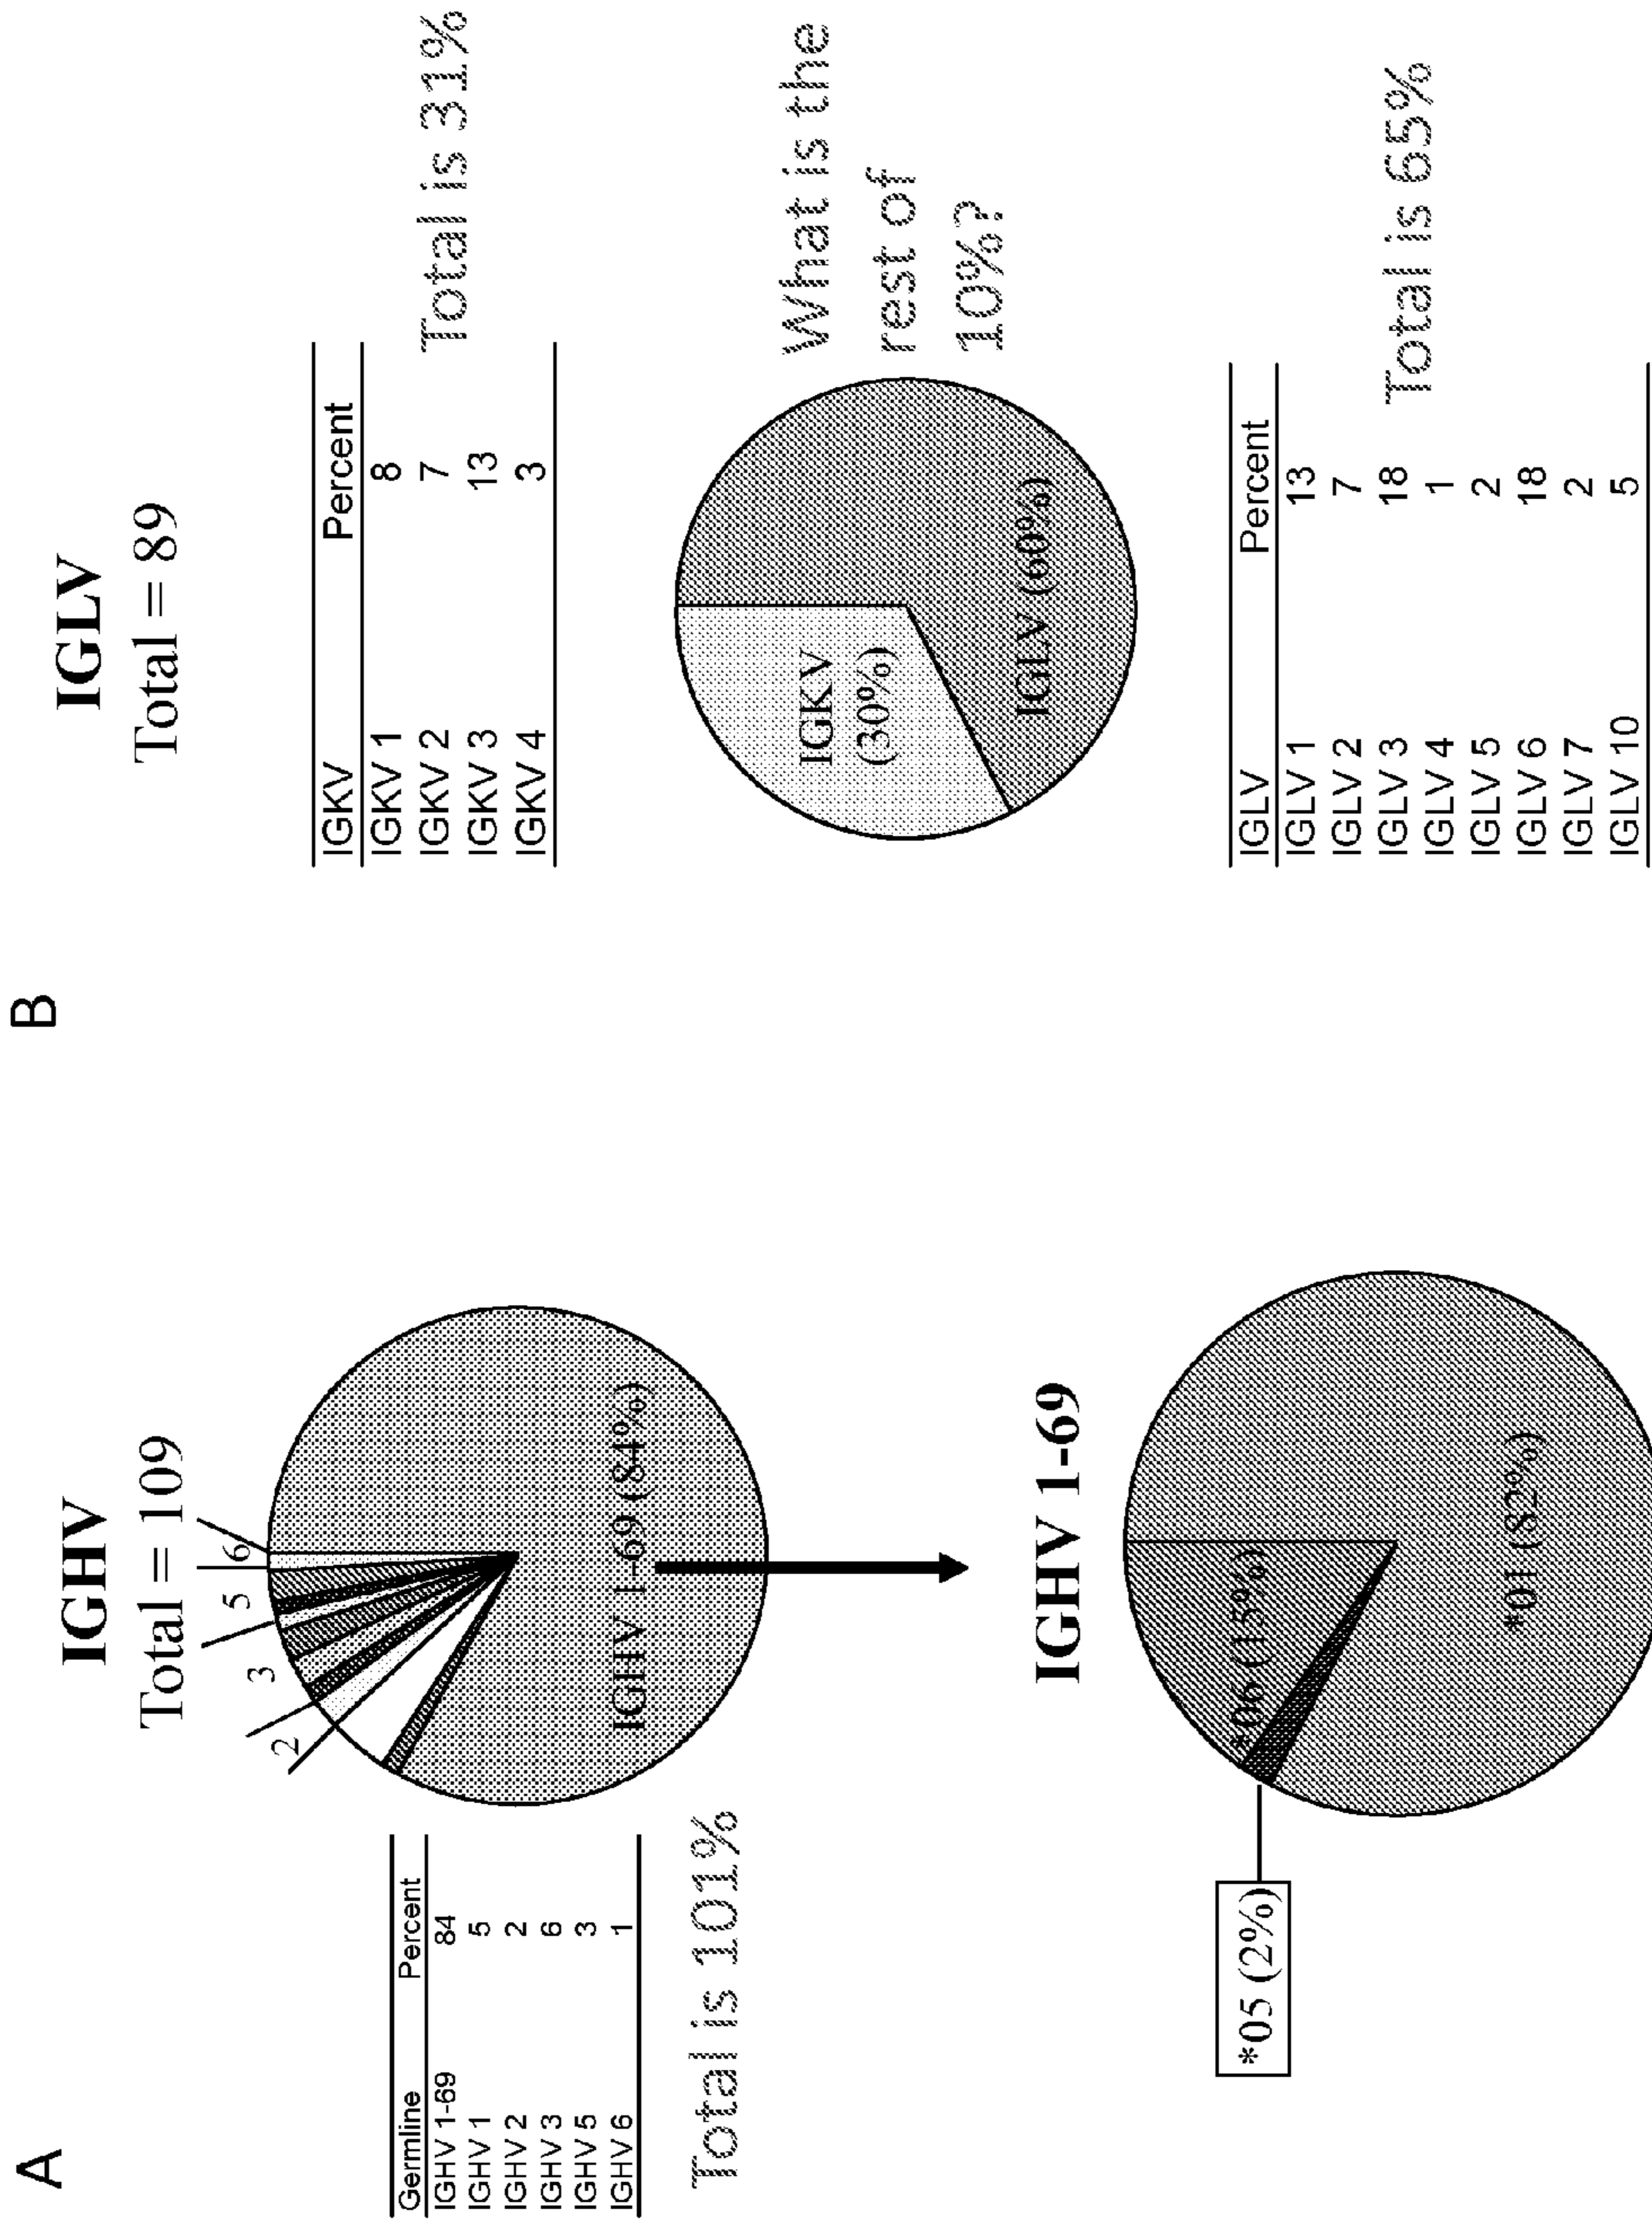 A
IGHV
Total = 109
2
3
5
6
Germline Percent
IGHV 1-69 84
IGHV 1 5
IGHV 2 2
IGHV 3 6
IGHV 5 3
IGHV 6 1
Total is 101%
IGHV 1-69 (84%)
IGHV 1-69
*05 (2%)
*06 (15%)
*01 (82%)
B
IGLV
Total = 89
IGKV Percent
IGKV 1 8
IGKV 2 7
IGKV 3 13
IGKV 4 3
Total is 31%
IGKV
(30%)
IGLV (60%)
What is the
rest of
10%?
IGLV Percent
IGLV 1 13
IGLV 2 7
IGLV 3 18
IGLV 4 1
IGLV 5 2
IGLV 6 18
IGLV 7 2
IGLV 10 5
Total is 65%